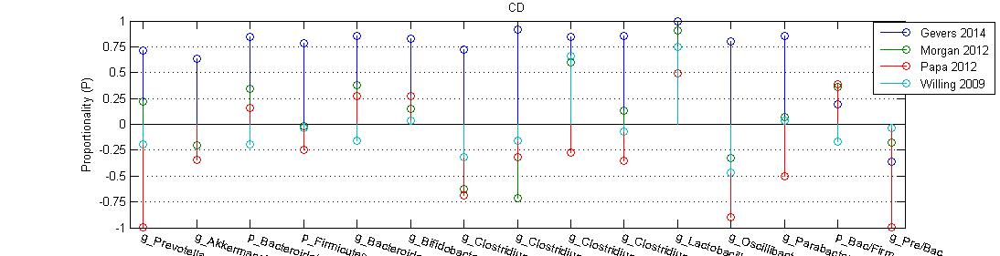 CD
Proportionality (P)
1
0.75
0.5
0.25
0
-0.25
-0.5
-0.75
-1
Gevers 2014
Morgan 2012
Papa 2012
Willing 2009
g_Prevotella
g_Akkerman
p_Bacteroide
p_Firmicutes
g_Bacteroide
g_Bifidobact
g_Clostridiu
g_Clostridiu
g_Clostridiu
g_Clostridiu
g_Lactobacil
g_Oscillibac
g_Parabact
p_Bac/Firm
g_Pre/Bac